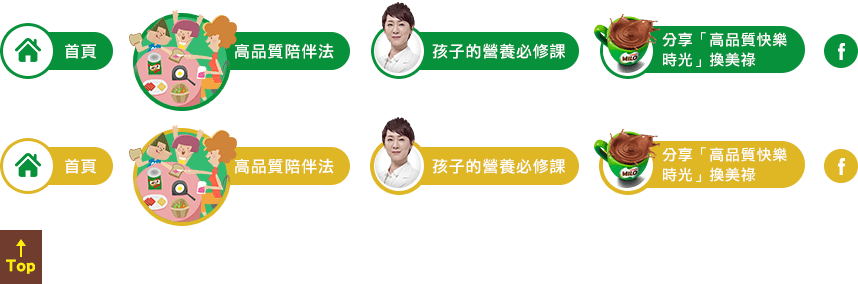 首頁
高品質陪伴法
孩子的營養必修課
MILO
分享「高品質快樂
時光」換美祿
f
首頁
高品質陪伴法
孩子的營養必修課
MILO
分享「高品質快樂
時光」換美祿
f
Top